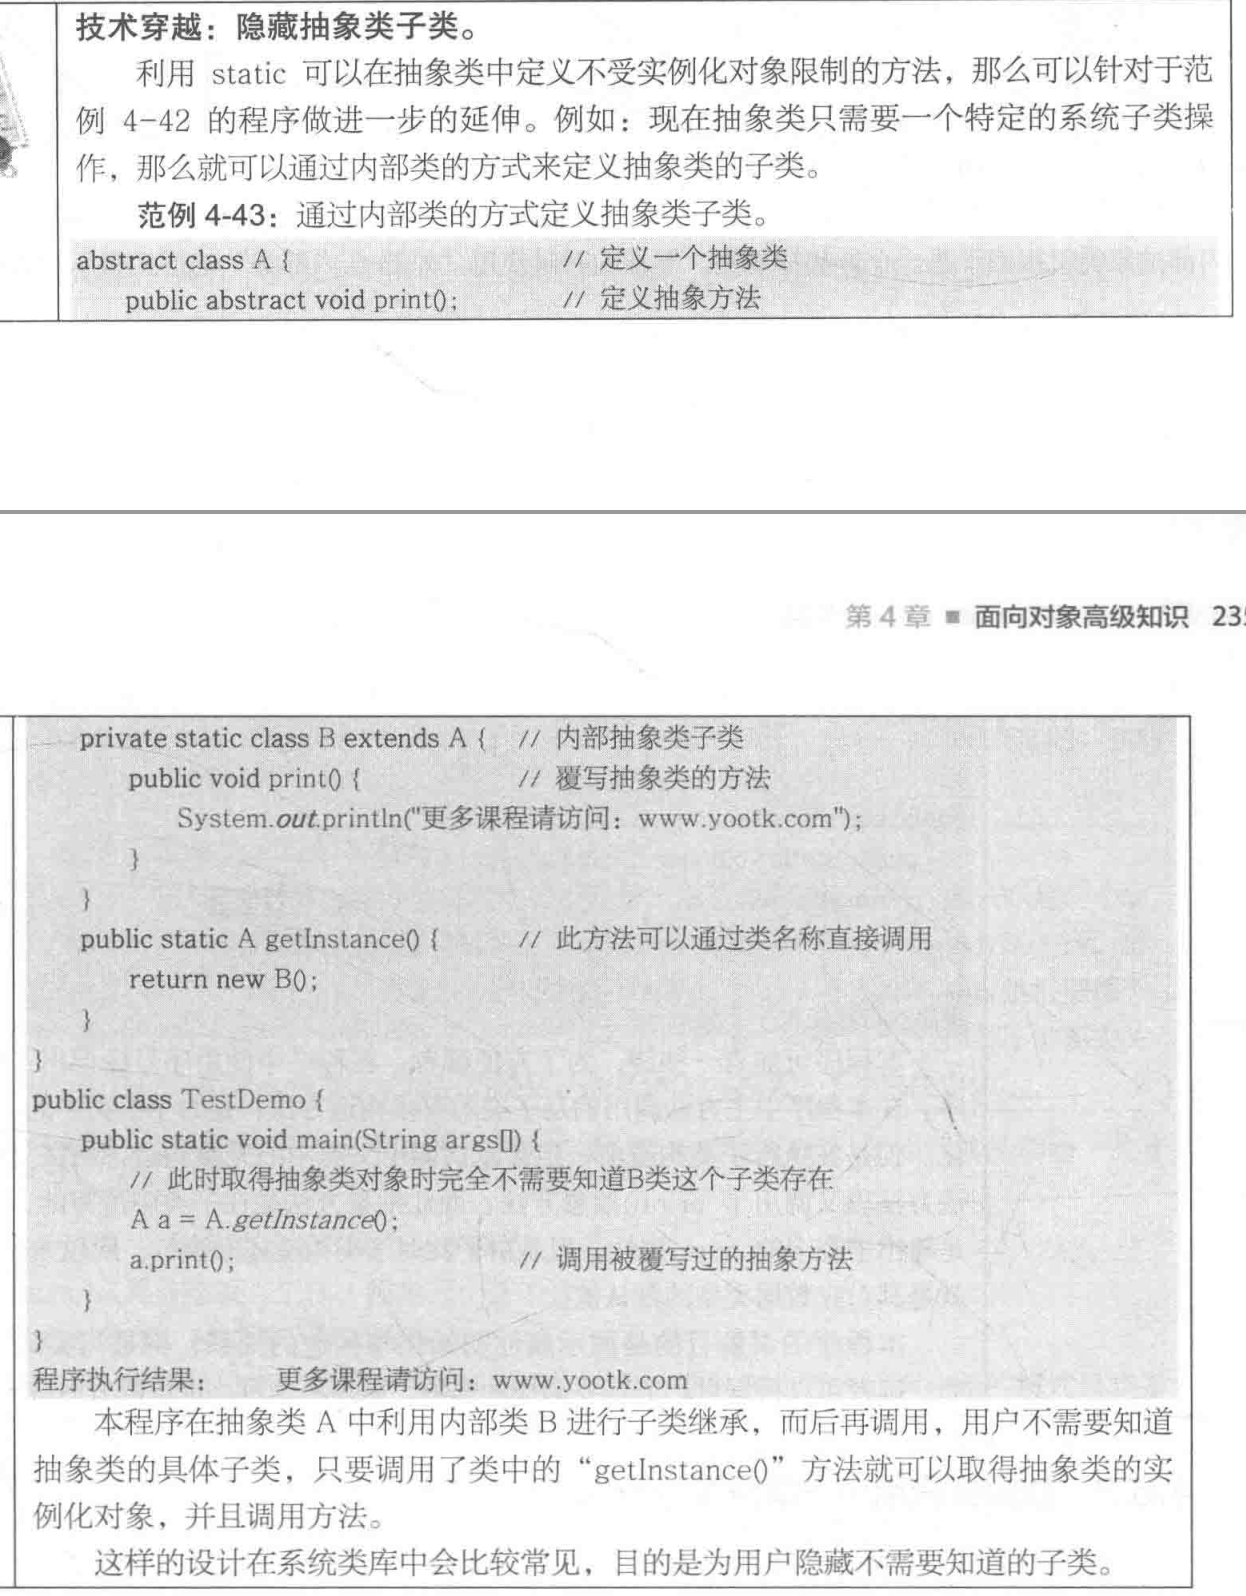 技术穿越：隐藏抽象类子类。
利用 static 可以在抽象类中定义不受实例化对象限制的方法，那么可以针对于范
例 4-42 的程序做进一步的延伸。例如：现在抽象类只需要一个特定的系统子类操
作，那么就可以通过内部类的方式来定义抽象类的子类。
范例 4-43：通过内部类的方式定义抽象类子类。
abstract class A { // 定义一个抽象类
public abstract void print(); // 定义抽象方法
第 4 章 ■ 面向对象高级知识 235
private static class B extends A { // 内部抽象类子类
public void print() { // 覆写抽象类的方法
System.out.println("更多课程请访问：www.yootk.com");
}
}
public static A getInstance() { // 此方法可以通过类名称直接调用
return new B();
}
}
public class TestDemo {
public static void main(String args[]) {
// 此时取得抽象类对象时完全不需要知道B类这个子类存在
A a = A.getInstance();
a.print(); // 调用被覆写过的抽象方法
}
}
程序执行结果： 更多课程请访问：www.yootk.com
本程序在抽象类 A 中利用内部类 B 进行子类继承，而后再调用，用户不需要知道
抽象类的具体子类，只要调用了类中的“getInstance()”方法就可以取得抽象类的实
例化对象，并且调用方法。
这样的设计在系统类库中会比较常见，目的是为用户隐藏不需要知道的子类。